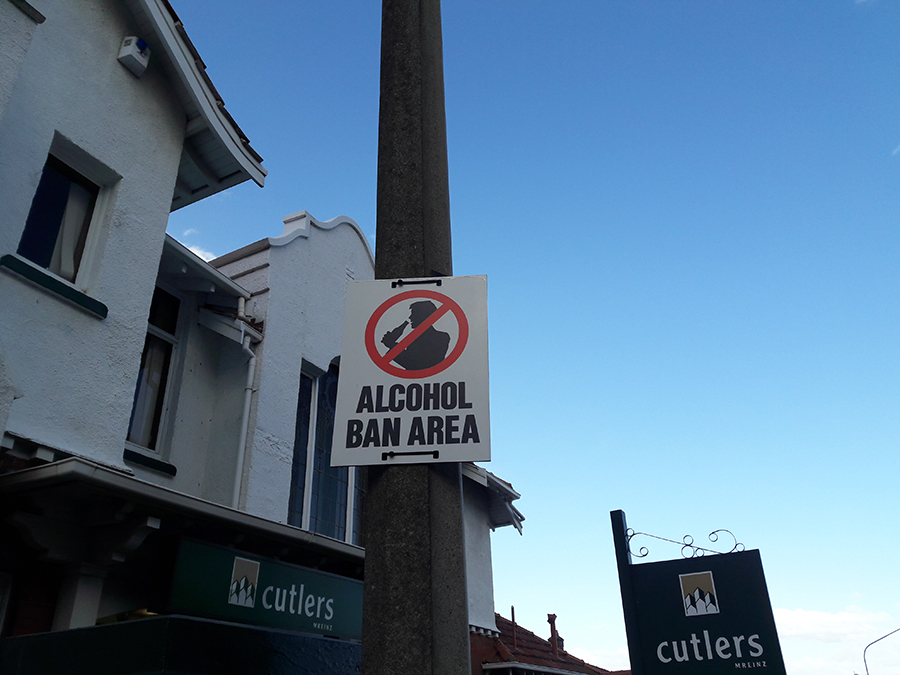 ALCOHOL
BAN AREA
cutlers
MREINZ
cutlers
MREINZ